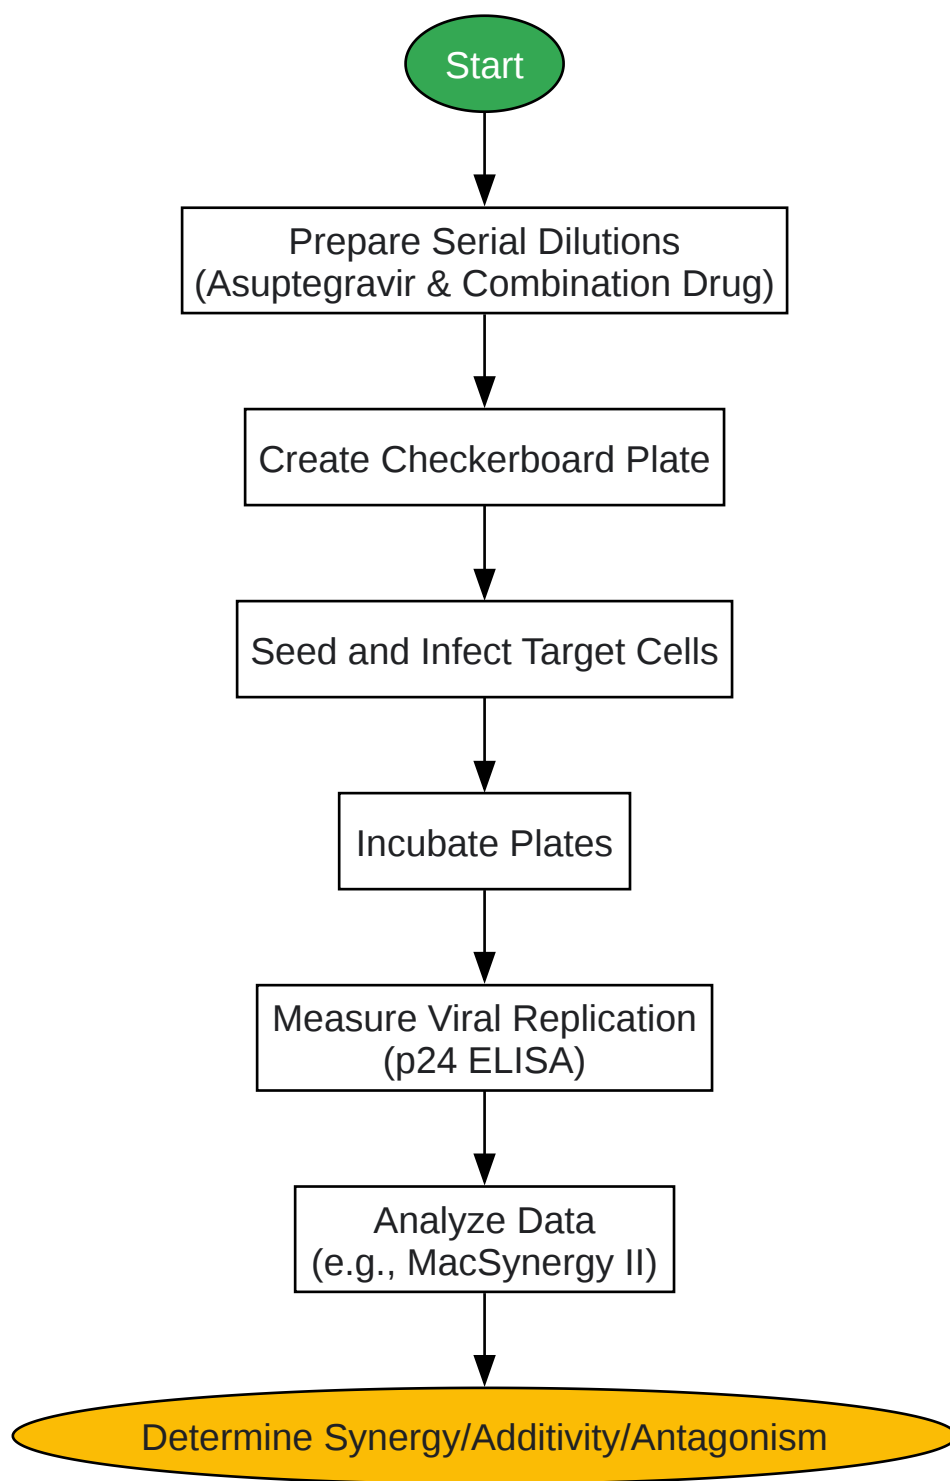 Start
Prepare Serial Dilutions
(Asuptegravir & Combination Drug)
Create Checkerboard Plate
Seed and Infect Target Cells
Incubate Plates
Measure Viral Replication
(p24 ELISA)
Analyze Data
(e.g., MacSynergy II)
Determine Synergy/Additivity/Antagonism